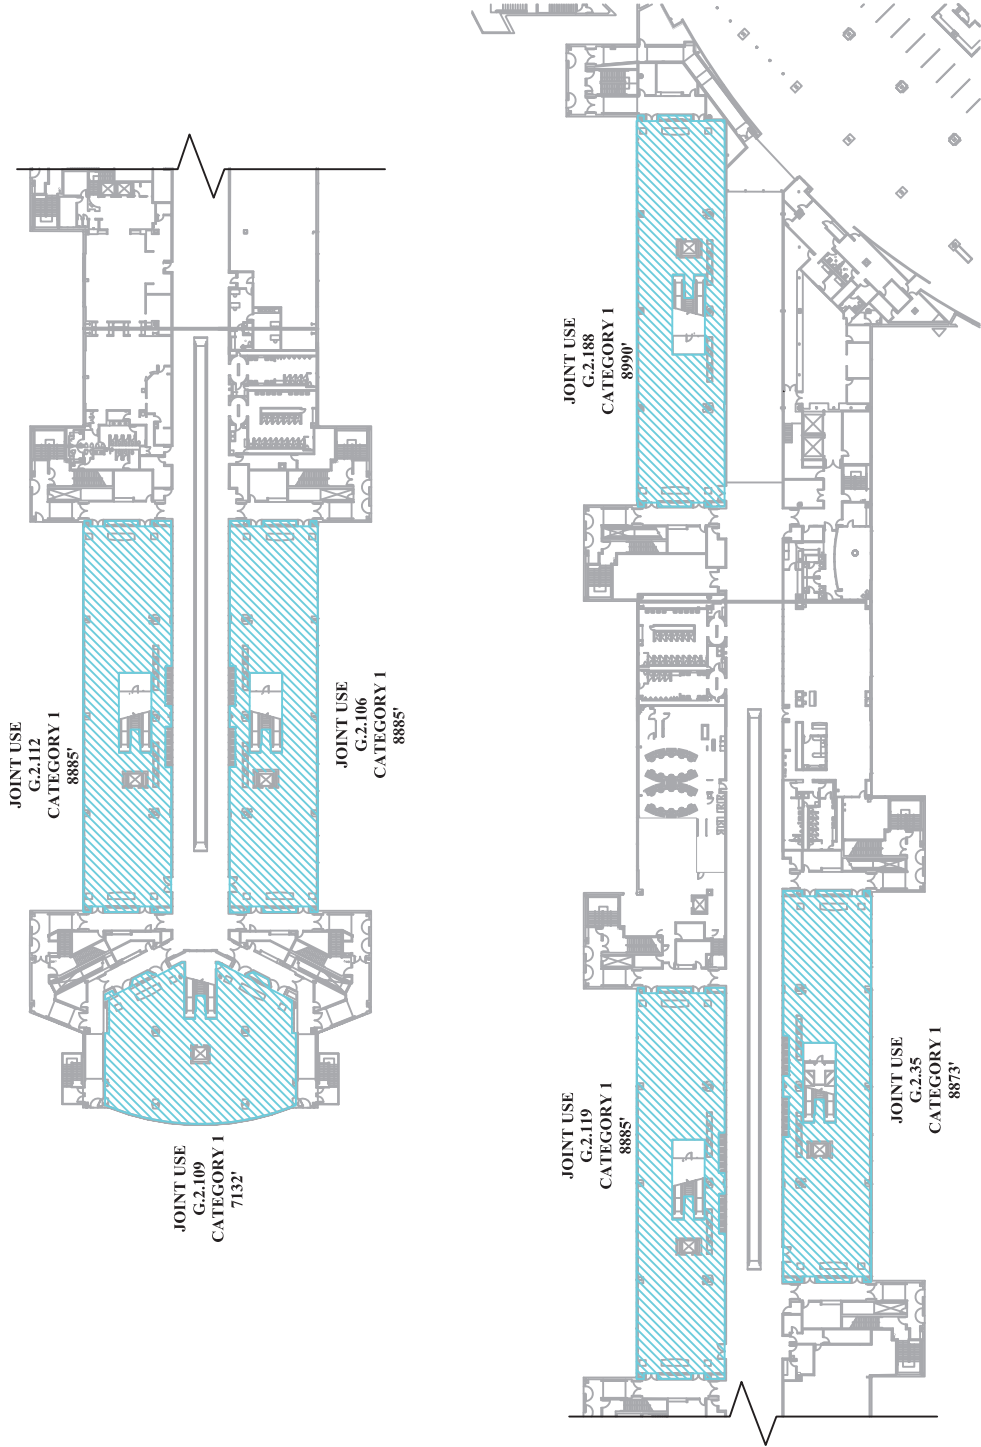 JOINT USE
G.2.188
CATEGORY 1
8990'
JOINT USE
G.2.112
CATEGORY 1
8885'
JOINT USE
G.2.106
CATEGORY 1
8885'
JOINT USE
G.2.109
CATEGORY 1
7132'
JOINT USE
G.2.119
CATEGORY 1
8885'
JOINT USE
G.2.35
CATEGORY 1
8873'